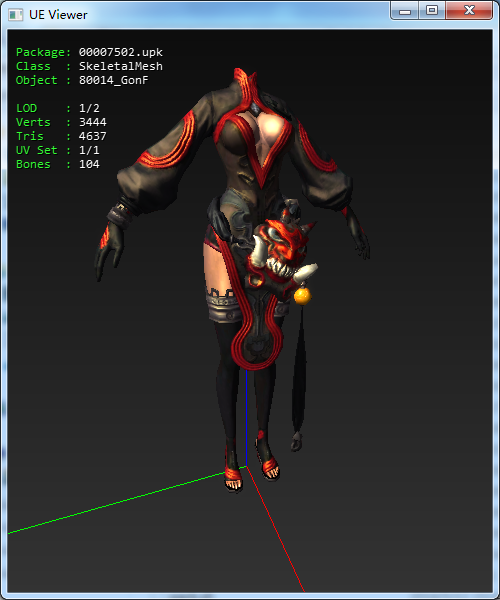 UE Viewer
Package: 00007502.upk
Class : SkeletalMesh
Object : 80014_GonF
LOD : 1/2
Verts : 3444
Tris : 4637
UV Set : 1/1
Bones : 104